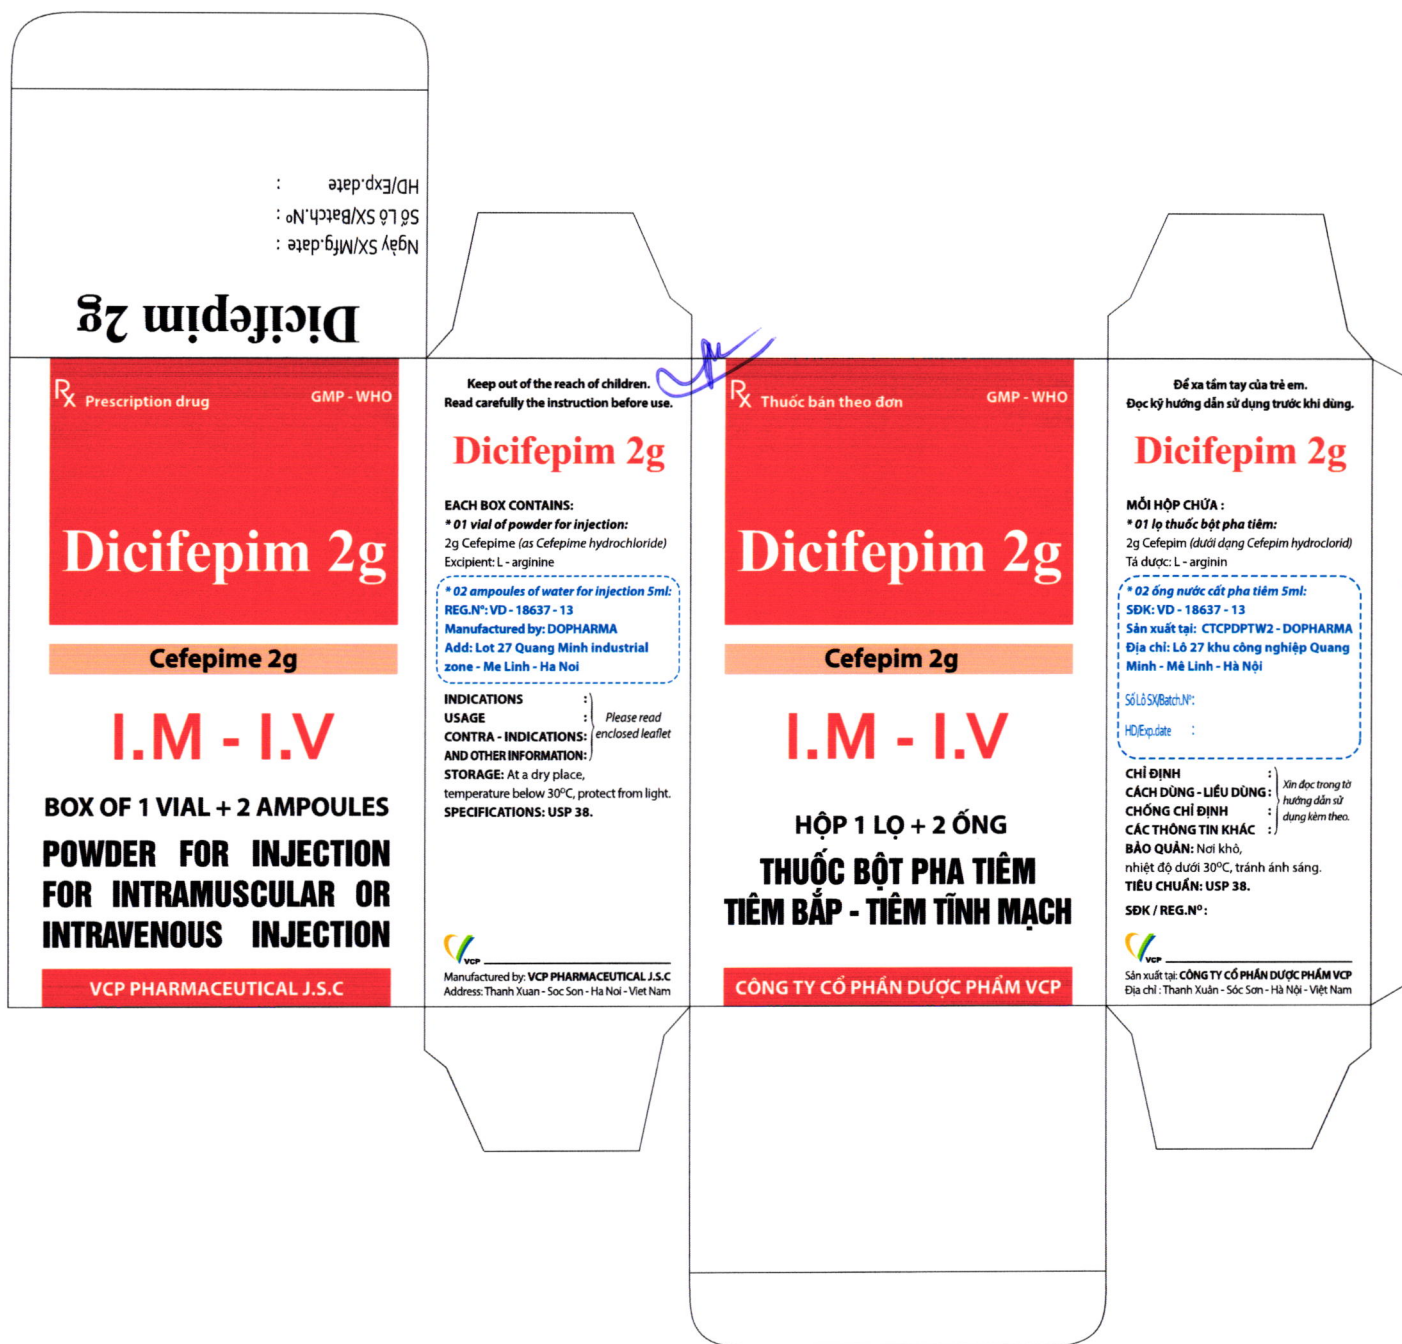 HD/Exp.date :
Số Lô SX/Batch.Nº :
Ngày SX/Mfg.date :
Dicifepim 2g
Rx Prescription drug GMP - WHO
Dicifepim 2g
Cefepime 2g
I.M - I.V
BOX OF 1 VIAL + 2 AMPOULES
POWDER FOR INJECTION
FOR INTRAMUSCULAR OR
INTRAVENOUS INJECTION
VCP PHARMACEUTICAL J.S.C
Keep out of the reach of children.
Read carefully the instruction before use.
Dicifepim 2g
EACH BOX CONTAINS:
* 01 vial of powder for injection:
2g Cefepime (as Cefepime hydrochloride)
Excipient: L - arginine
* 02 ampoules of water for injection 5ml:
REG.Nº: VD - 18637 - 13
Manufactured by: DOPHARMA
Add: Lot 27 Quang Minh industrial
zone - Me Linh - Ha Noi
INDICATIONS :
USAGE :
CONTRA - INDICATIONS:
AND OTHER INFORMATION:
Please read
enclosed leaflet
STORAGE: At a dry place,
temperature below 30ºC, protect from light.
SPECIFICATIONS: USP 38.
VCP
Manufactured by: VCP PHARMACEUTICAL J.S.C
Address: Thanh Xuan - Soc Son - Ha Noi - Viet Nam
Rx Thuốc bán theo đơn GMP - WHO
Dicifepim 2g
Cefepim 2g
I.M - I.V
HỘP 1 LỌ + 2 ỐNG
THUỐC BỘT PHA TIÊM
TIÊM BẮP - TIÊM TĨNH MẠCH
CÔNG TY CỔ PHẦN DƯỢC PHẨM VCP
Để xa tầm tay của trẻ em.
Đọc kỹ hướng dẫn sử dụng trước khi dùng.
Dicifepim 2g
MỖI HỘP CHỨA :
* 01 lọ thuốc bột pha tiêm:
2g Cefepim (dưới dạng Cefepim hydroclorid)
Tá dược: L - arginin
* 02 ống nước cất pha tiêm 5ml:
SĐK: VD - 18637 - 13
Sản xuất tại: CTCPDPTW2 - DOPHARMA
Địa chỉ: Lô 27 khu công nghiệp Quang
Minh - Mê Linh - Hà Nội
Số Lô SX/Batch.Nº:
HD/Exp.date :
CHỈ ĐỊNH :
CÁCH DÙNG - LIỀU DÙNG :
CHỐNG CHỈ ĐỊNH :
CÁC THÔNG TIN KHÁC :
Xin đọc trong tờ
hướng dẫn sử
dụng kèm theo.
BẢO QUẢN: Nơi khô,
nhiệt độ dưới 30ºC, tránh ánh sáng.
TIÊU CHUẨN: USP 38.
SĐK / REG.Nº :
VCP
Sản xuất tại: CÔNG TY CỔ PHẦN DƯỢC PHẨM VCP
Địa chỉ : Thanh Xuân - Sóc Sơn - Hà Nội - Việt Nam